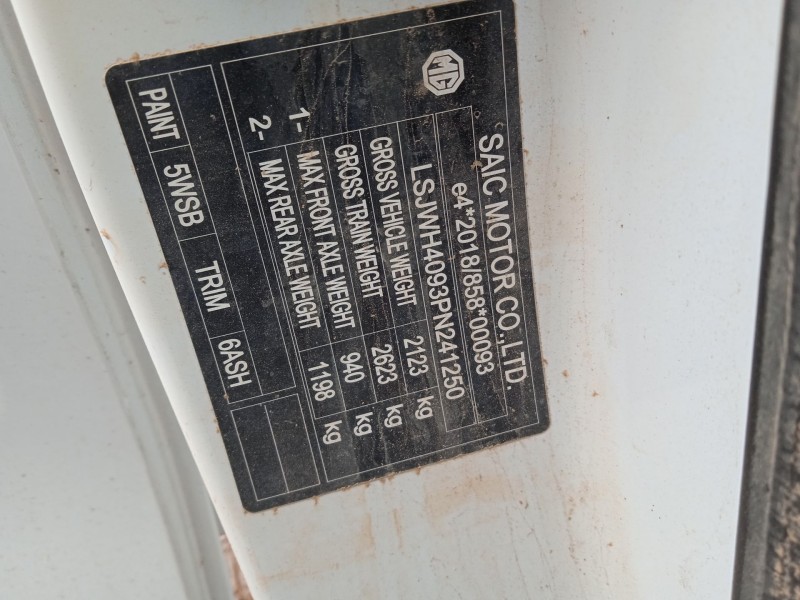 MG
SAIC MOTOR CO.,LTD.
e4*2018/858*00093
LSJWH4093PN241250
GROSS VEHICLE WEIGHT 2123 kg
GROSS TRAIN WEIGHT 2623 kg
1- MAX FRONT AXLE WEIGHT 940 kg
2- MAX REAR AXLE WEIGHT 1198 kg
PAINT 5WSB TRIM 6ASH